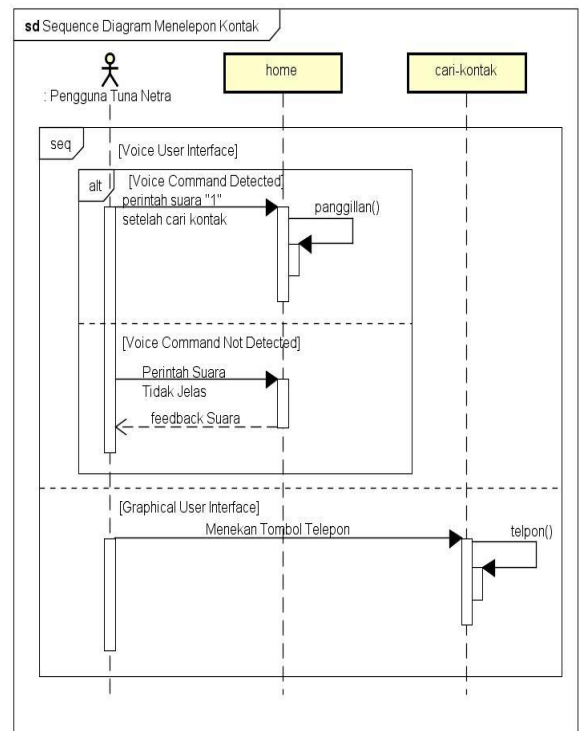 sd Sequence Diagram Menelepon Kontak
: Pengguna Tuna Netra
home
cari-kontak
seq
[Voice User Interface]
alt
[Voice Command Detected]
perintah suara "1"
setelah cari kontak
panggillan()
[Voice Command Not Detected]
Perintah Suara
Tidak Jelas
feedback Suara
[Graphical User Interface]
Menekan Tombol Telepon
telpon()